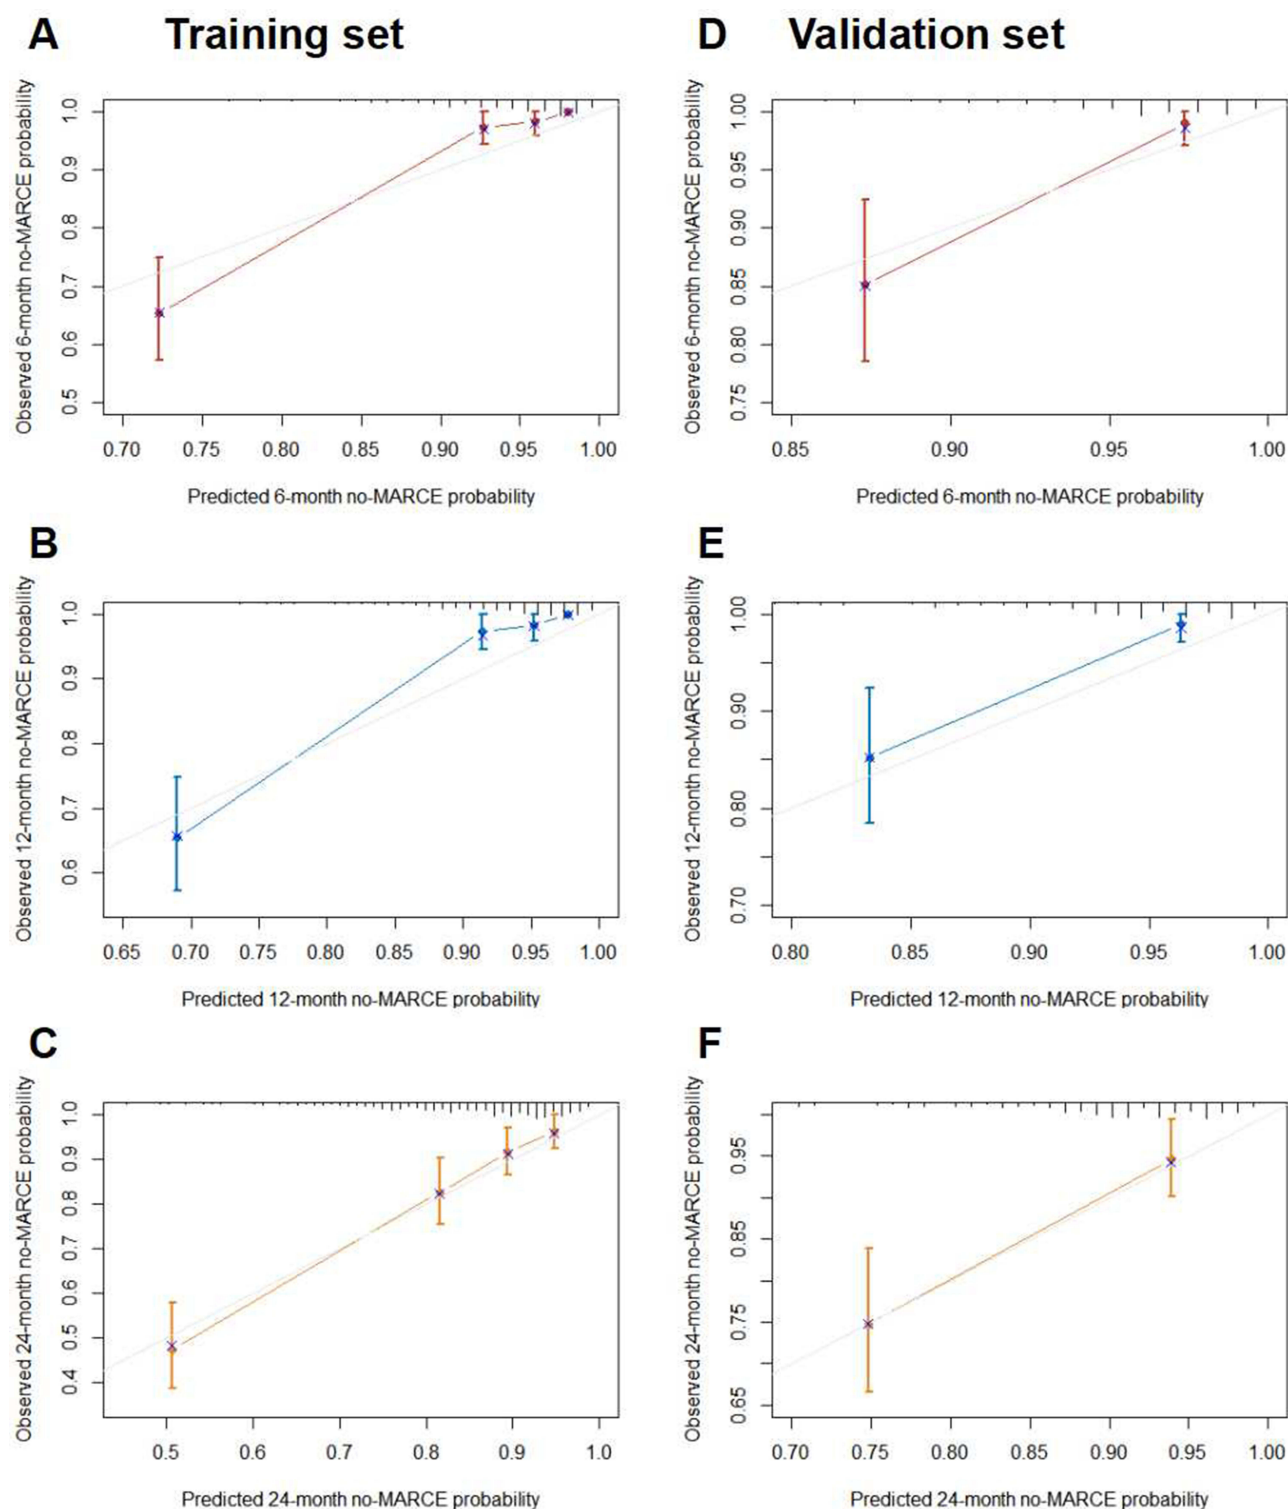 A Training set
Observed 6-month no-MARCE probability
1.0
0.9
0.8
0.7
0.6
0.5
0.70 0.75 0.80 0.85 0.90 0.95 1.00
Predicted 6-month no-MARCE probability
D Validation set
Observed 6-month no-MARCE probability
1.00
0.95
0.90
0.85
0.80
0.75
0.85 0.90 0.95 1.00
Predicted 6-month no-MARCE probability
B
Observed 12-month no-MARCE probability
1.0
0.9
0.8
0.7
0.6
0.65 0.70 0.75 0.80 0.85 0.90 0.95 1.00
Predicted 12-month no-MARCE probability
E
Observed 12-month no-MARCE probability
1.00
0.90
0.80
0.70
0.80 0.85 0.90 0.95 1.00
Predicted 12-month no-MARCE probability
C
Observed 24-month no-MARCE probability
1.0
0.9
0.8
0.7
0.6
0.5
0.4
0.5 0.6 0.7 0.8 0.9 1.0
Predicted 24-month no-MARCE probability
F
Observed 24-month no-MARCE probability
0.95
0.85
0.75
0.65
0.70 0.75 0.80 0.85 0.90 0.95 1.00
Predicted 24-month no-MARCE probability